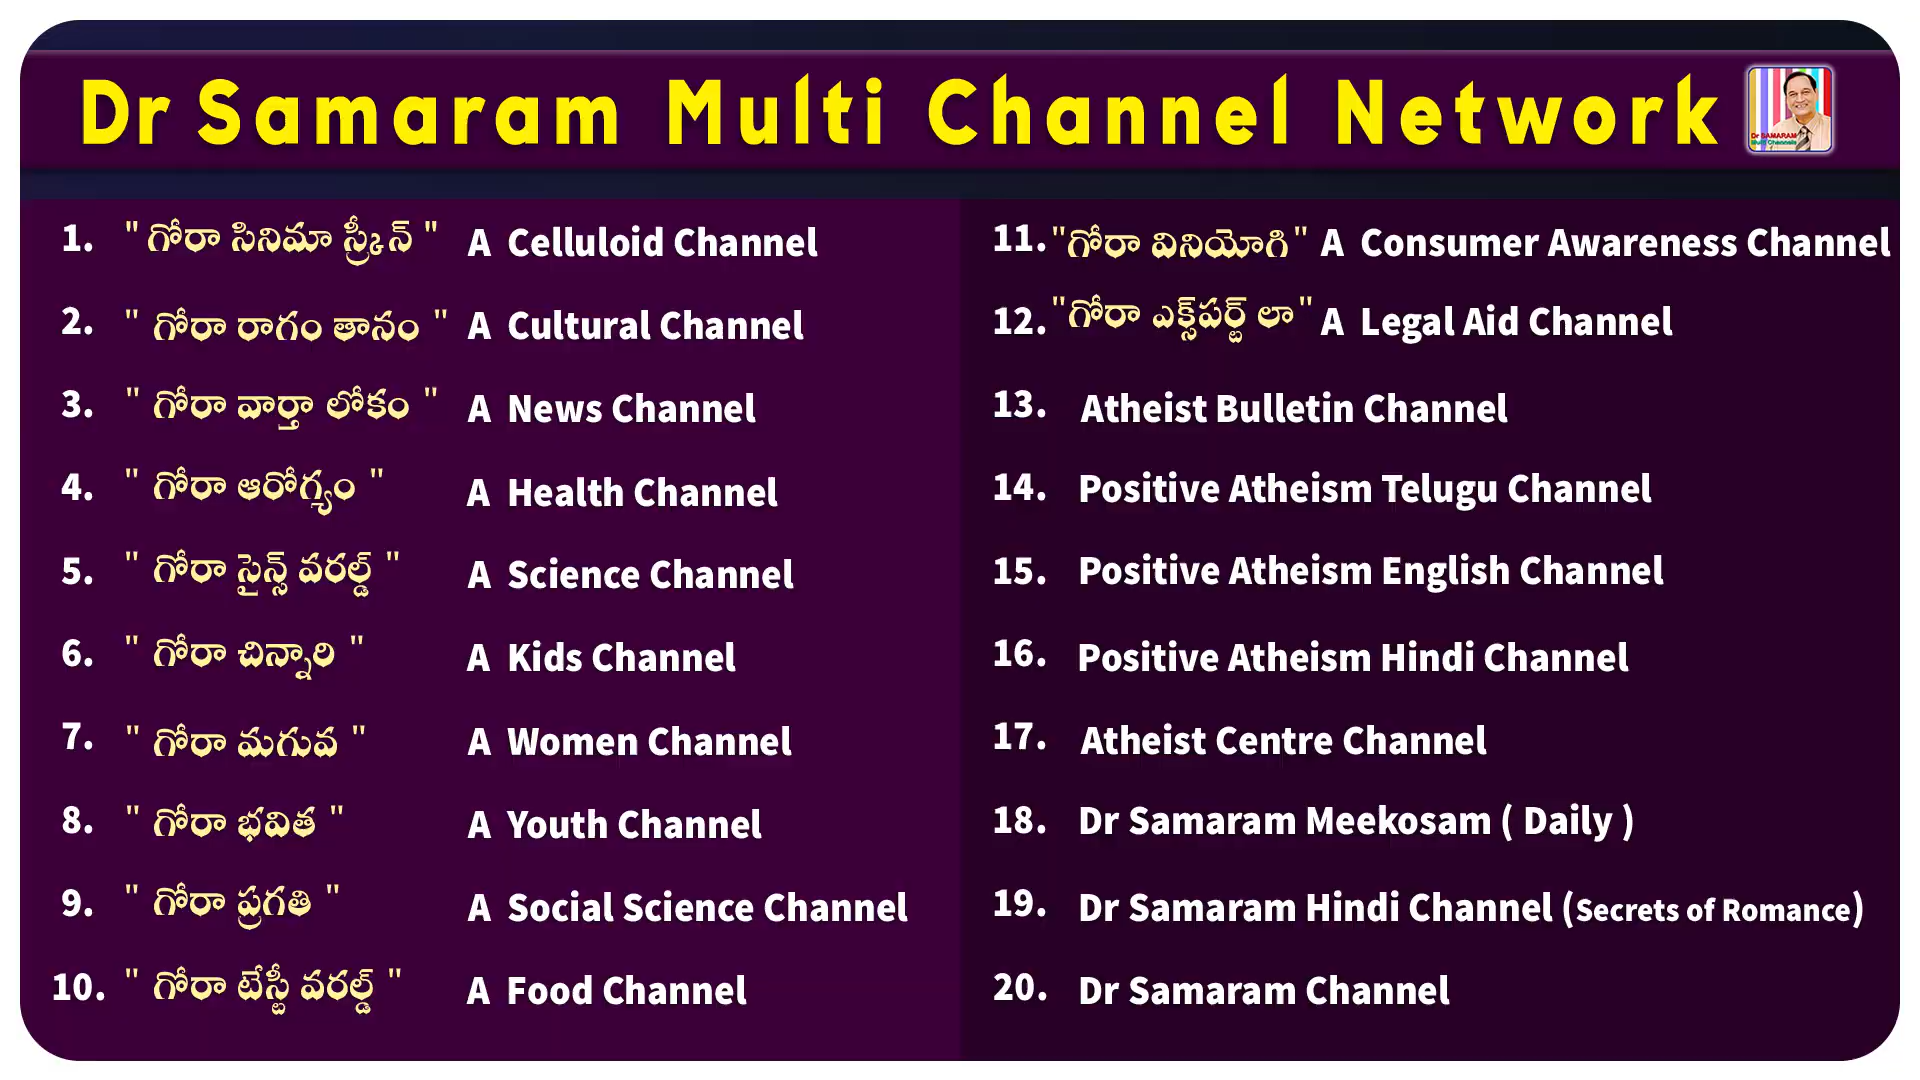 Dr Samaram Multi Channel Network
Dr SAMARAM
Multi Channels
1. " గోరా సినిమా స్క్రీన్ " A Celluloid Channel
2. " గోరా రాగం తానం " A Cultural Channel
3. " గోరా వార్తా లోకం " A News Channel
4. " గోరా ఆరోగ్యం " A Health Channel
5. " గోరా సైన్స్ వరల్డ్ " A Science Channel
6. " గోరా చిన్నారి " A Kids Channel
7. " గోరా మగువ " A Women Channel
8. " గోరా భవిత " A Youth Channel
9. " గోరా ప్రగతి " A Social Science Channel
10. " గోరా టేస్టీ వరల్డ్ " A Food Channel
11. "గోరా వినియోగి" A Consumer Awareness Channel
12. "గోరా ఎక్స్‌పర్ట్ లా" A Legal Aid Channel
13. Atheist Bulletin Channel
14. Positive Atheism Telugu Channel
15. Positive Atheism English Channel
16. Positive Atheism Hindi Channel
17. Atheist Centre Channel
18. Dr Samaram Meekosam ( Daily )
19. Dr Samaram Hindi Channel (Secrets of Romance)
20. Dr Samaram Channel